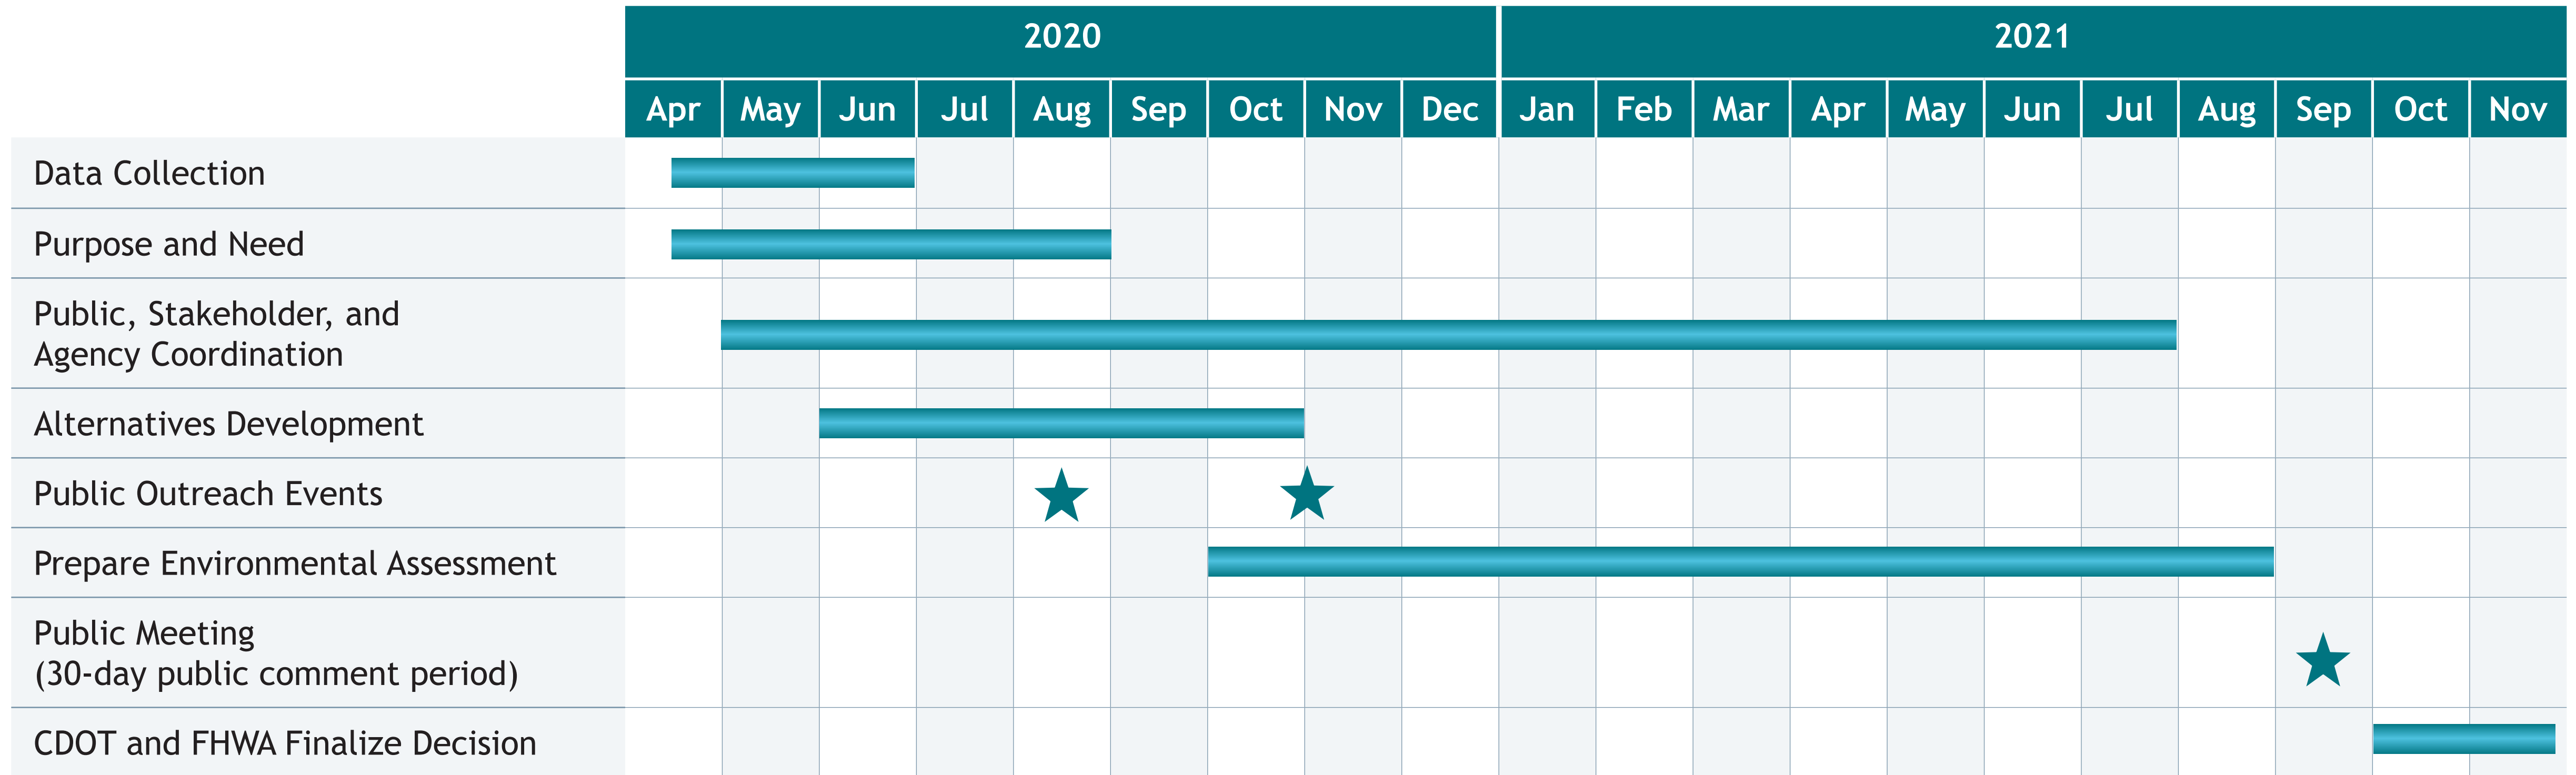 2020 2021
Apr May Jun Jul Aug Sep Oct Nov Dec Jan Feb Mar Apr May Jun Jul Aug Sep Oct Nov
Data Collection
Purpose and Need
Public, Stakeholder, and
Agency Coordination
Alternatives Development
Public Outreach Events
Prepare Environmental Assessment
Public Meeting
(30-day public comment period)
CDOT and FHWA Finalize Decision